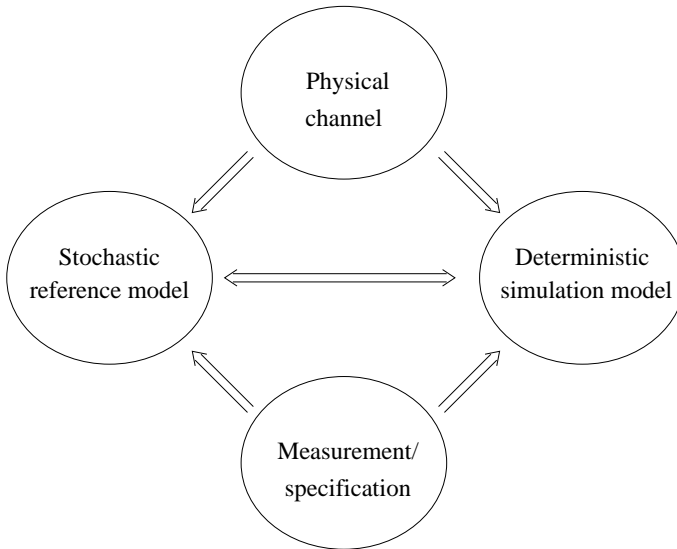 Physical
channel
Stochastic
reference model
Deterministic
simulation model
Measurement/
specification